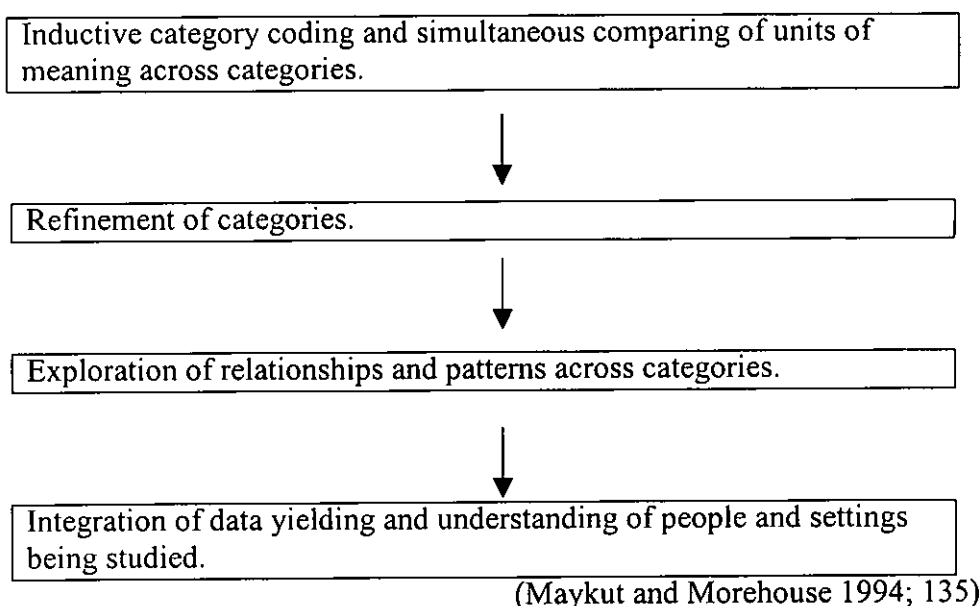 Inductive category coding and simultaneous comparing of units of
meaning across categories.
Refinement of categories.
Exploration of relationships and patterns across categories.
Integration of data yielding and understanding of people and settings
being studied.
(Maykut and Morehouse 1994; 135)